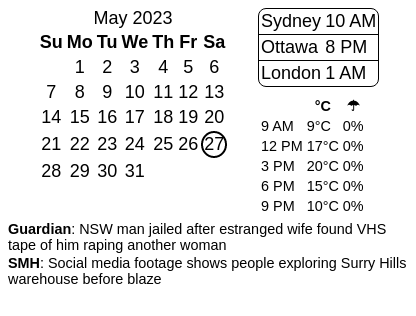 May 2023
Su Mo Tu We Th Fr Sa
1 2 3 4 5 6
7 8 9 10 11 12 13
14 15 16 17 18 19 20
21 22 23 24 25 26 27
28 29 30 31
Sydney 10 AM
Ottawa 8 PM
London 1 AM
°C ☂
9 AM 9°C 0%
12 PM 17°C 0%
3 PM 20°C 0%
6 PM 15°C 0%
9 PM 10°C 0%
Guardian: NSW man jailed after estranged wife found VHS
tape of him raping another woman
SMH: Social media footage shows people exploring Surry Hills
warehouse before blaze